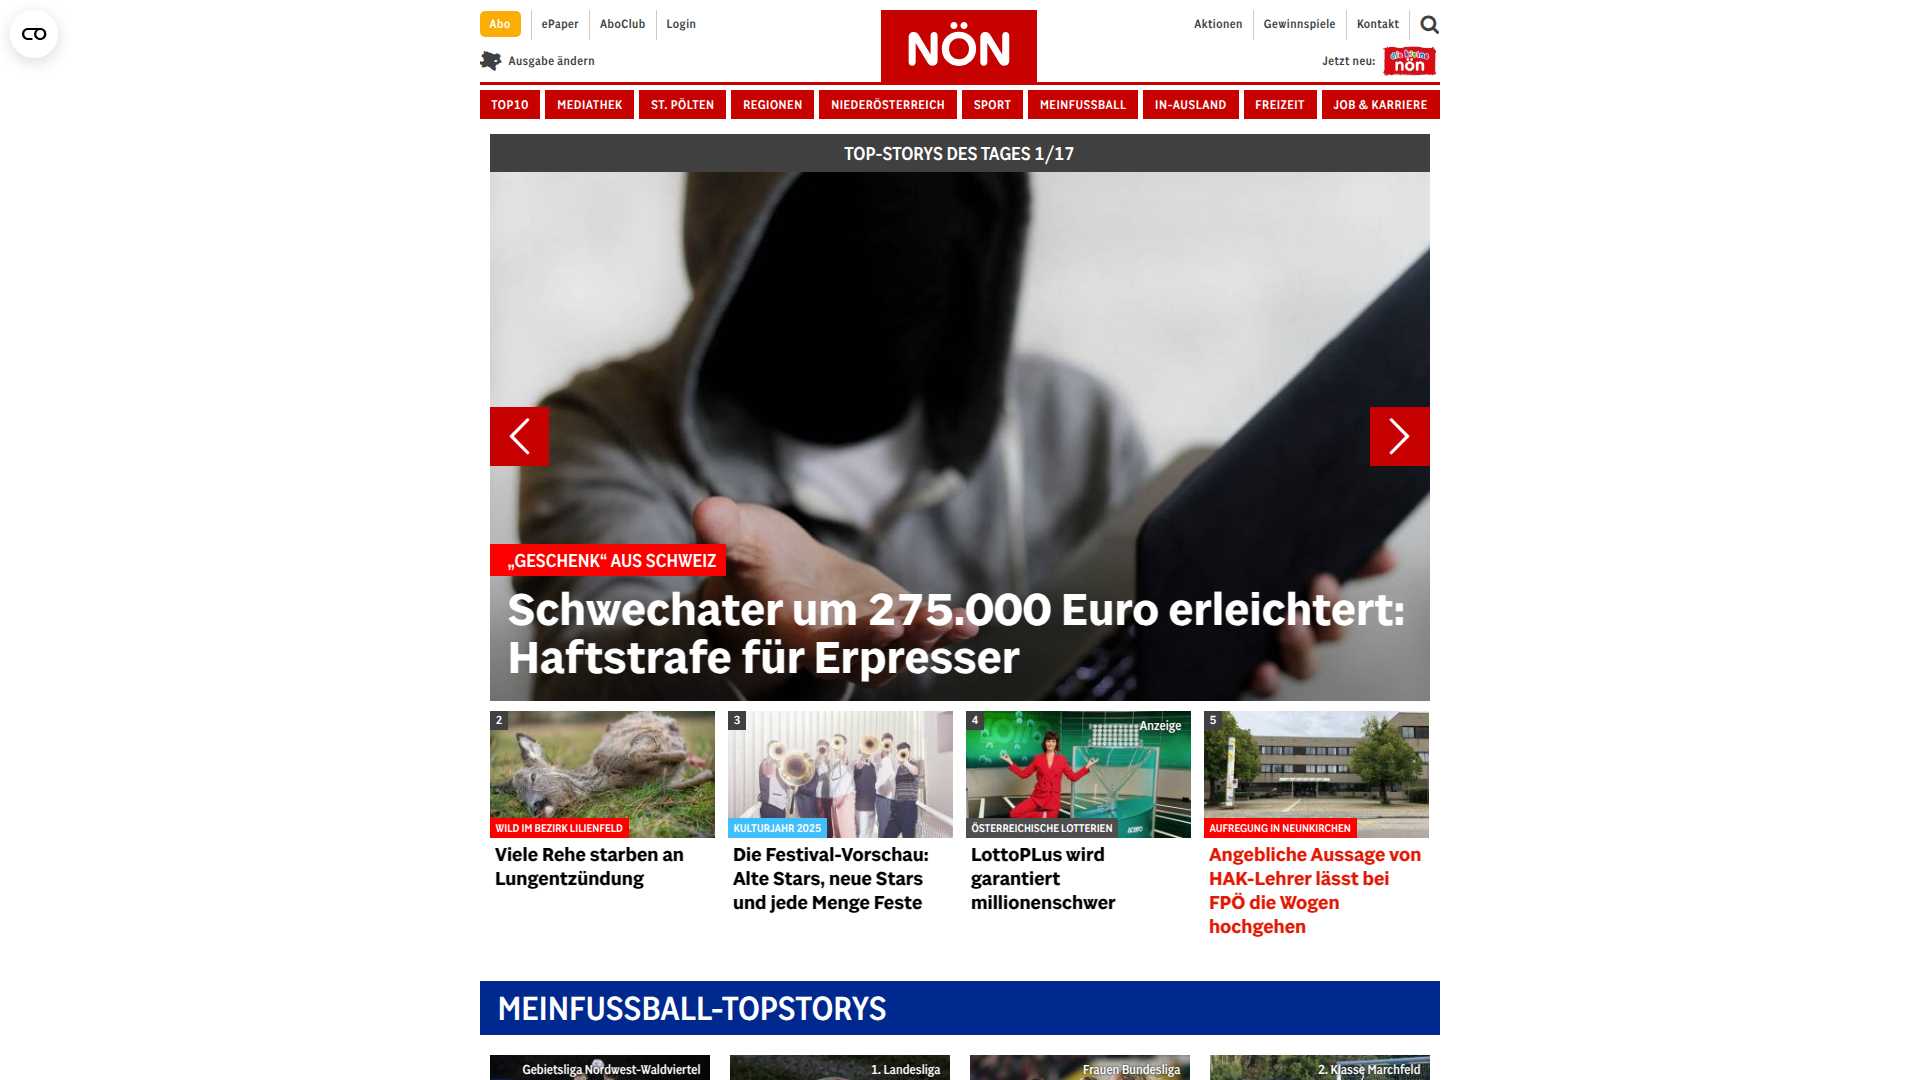 Abo
ePaper
AboClub
Login
NÖN
Aktionen
Gewinnspiele
Kontakt
Ausgabe ändern
Jetzt neu:
die kleine
nön
TOP10
MEDIATHEK
ST. PÖLTEN
REGIONEN
NIEDERÖSTERREICH
SPORT
MEINFUSSBALL
IN-AUSLAND
FREIZEIT
JOB & KARRIERE
TOP-STORYS DES TAGES 1/17
„GESCHENK“ AUS SCHWEIZ
Schwechater um 275.000 Euro erleichtert:
Haftstrafe für Erpresser
2
WILD IM BEZIRK LILIENFELD
Viele Rehe starben an
Lungentzündung
3
KULTURJAHR 2025
Die Festival-Vorschau:
Alte Stars, neue Stars
und jede Menge Feste
4
Anzeige
ÖSTERREICHISCHE LOTTERIEN
LottoPLus wird
garantiert
millionenschwer
5
AUFREGUNG IN NEUNKIRCHEN
Angebliche Aussage von
HAK-Lehrer lässt bei
FPÖ die Wogen
hochgehen
MEINFUSSBALL-TOPSTORYS
Gebietsliga Nordwest-Waldviertel
1. Landesliga
Frauen Bundesliga
2. Klasse Marchfeld